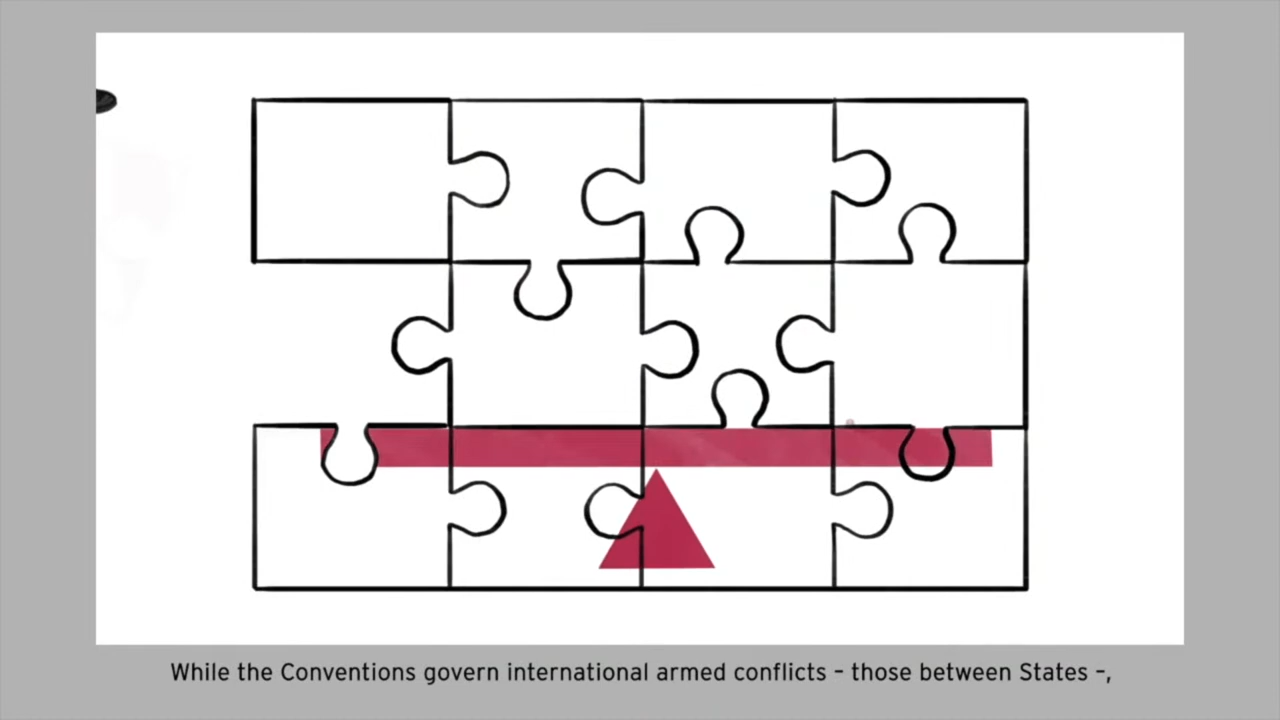 While the Conventions govern international armed conflicts – those between States –,